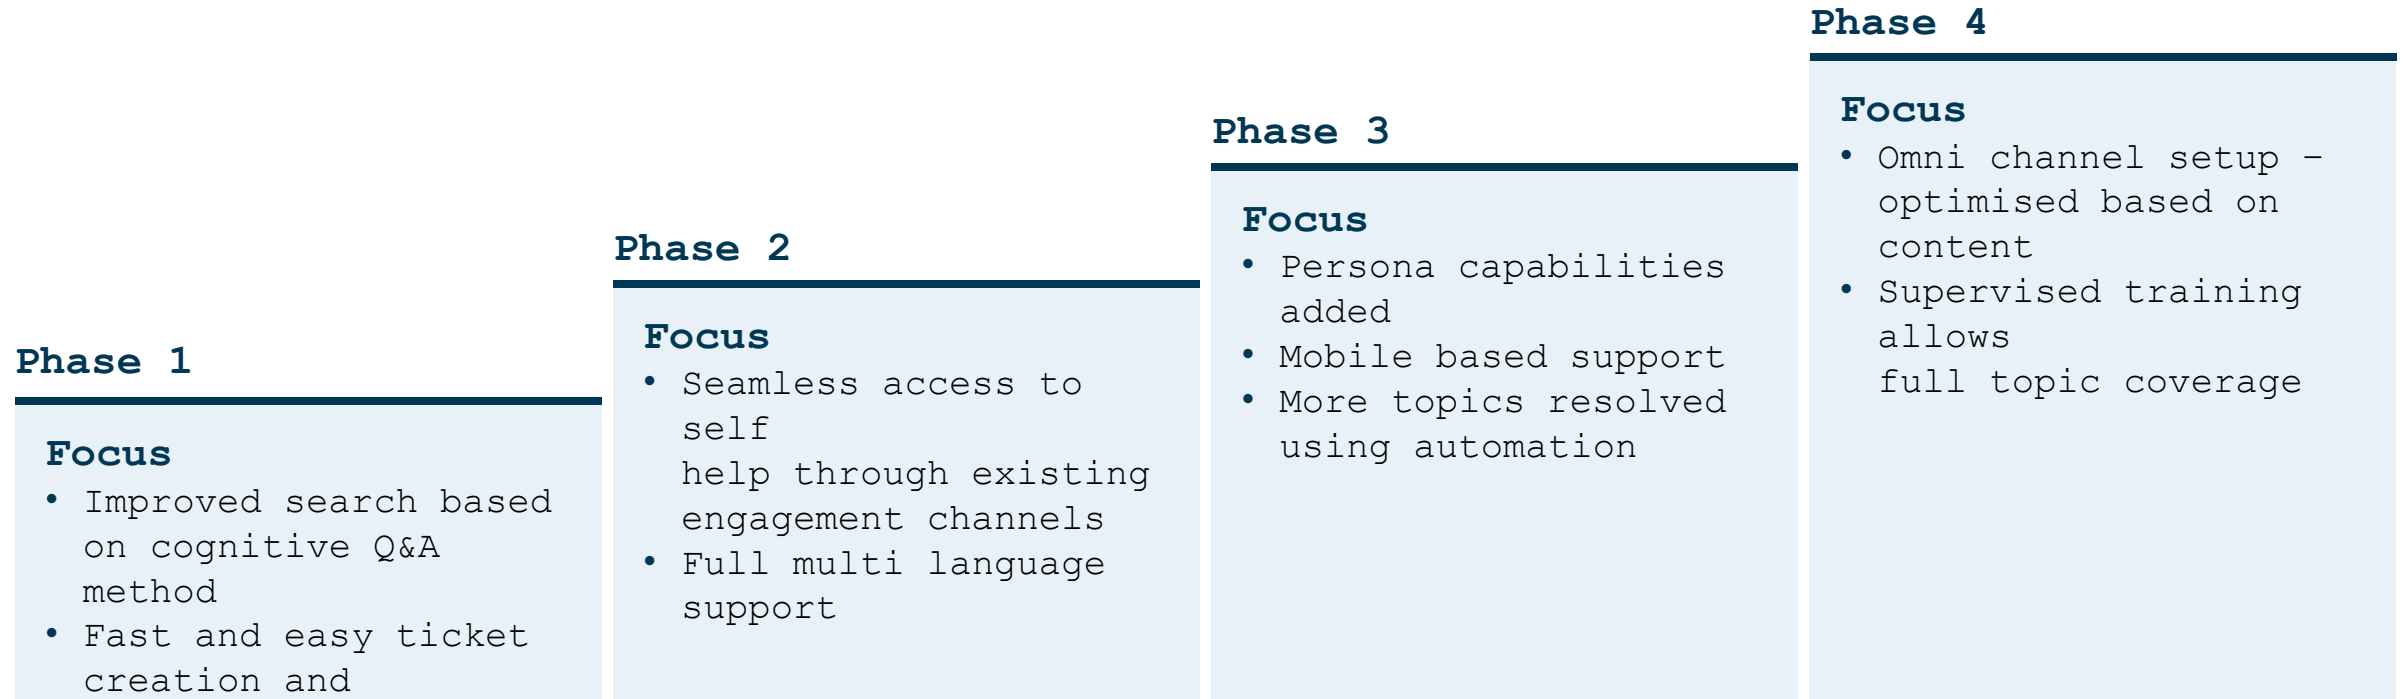 Phase 1
Focus
• Improved search based
on cognitive Q&A
method
• Fast and easy ticket
creation and
Phase 2
Focus
• Seamless access to
self
help through existing
engagement channels
• Full multi language
support
Phase 3
Focus
• Persona capabilities
added
• Mobile based support
• More topics resolved
using automation
Phase 4
Focus
• Omni channel setup –
optimised based on
content
• Supervised training
allows
full topic coverage